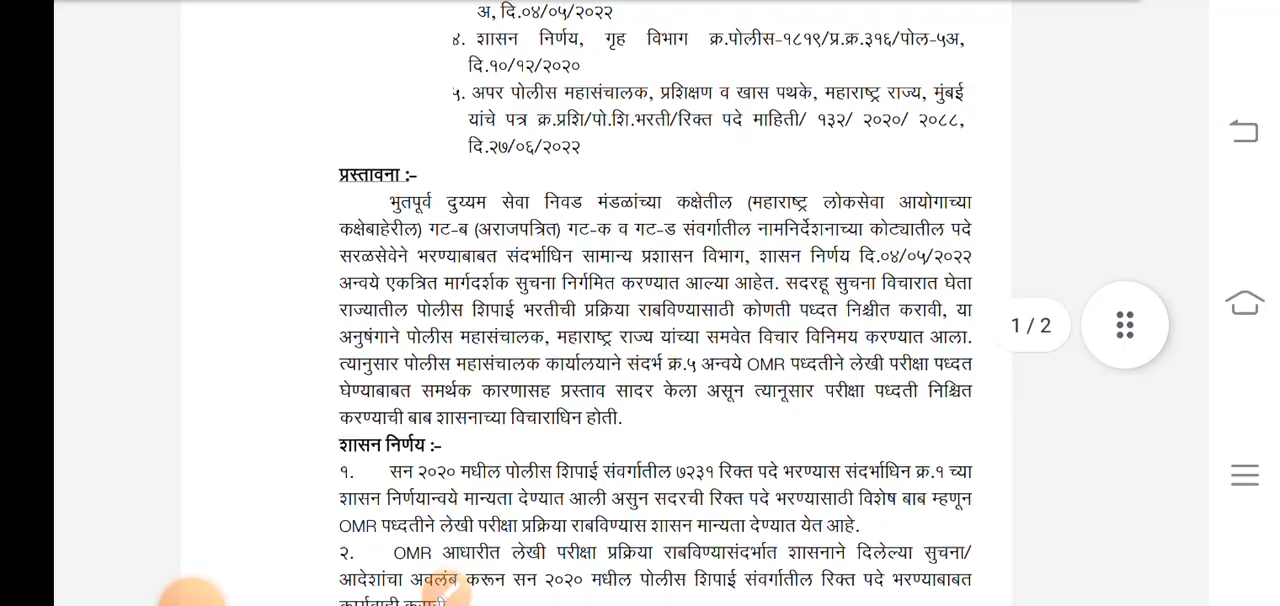 अ, दि.०४/०५/२०२२
४. शासन निर्णय, गृह विभाग क्र.पोलीस-१८१९/प्र.क्र.३१६/पोल-५अ,
दि.१०/१२/२०२०
५. अपर पोलीस महासंचालक, प्रशिक्षण व खास पथके, महाराष्ट्र राज्य, मुंबई
यांचे पत्र क्र.प्रशि/पो.शि.भरती/रिक्त पदे माहिती/ १३२/ २०२०/ २०८८,
दि.२७/०६/२०२२
प्रस्तावना :-
भुतपूर्व दुय्यम सेवा निवड मंडळांच्या कक्षेतील (महाराष्ट्र लोकसेवा आयोगाच्या
कक्षेबाहेरील) गट-ब (अराजपत्रित) गट-क व गट-ड संवर्गातील नामनिर्देशनाच्या कोट्यातील पदे
सरळसेवेने भरण्याबाबत संदर्भाधिन सामान्य प्रशासन विभाग, शासन निर्णय दि.०४/०५/२०२२
अन्वये एकत्रित मार्गदर्शक सुचना निर्गमित करण्यात आल्या आहेत. सदरहू सुचना विचारात घेता
राज्यातील पोलीस शिपाई भरतीची प्रक्रिया राबविण्यासाठी कोणती पध्दत निश्चीत करावी, या
अनुषंगाने पोलीस महासंचालक, महाराष्ट्र राज्य यांच्या समवेत विचार विनिमय करण्यात आला.
त्यानुसार पोलीस महासंचालक कार्यालयाने संदर्भ क्र.५ अन्वये OMR पध्दतीने लेखी परीक्षा पध्दत
घेण्याबाबत समर्थक कारणासह प्रस्ताव सादर केला असून त्यानूसार परीक्षा पध्दती निश्चित
करण्याची बाब शासनाच्या विचाराधिन होती.
शासन निर्णय :-
१. सन २०२० मधील पोलीस शिपाई संवर्गातील ७२३१ रिक्त पदे भरण्यास संदर्भाधिन क्र.१ च्या
शासन निर्णयान्वये मान्यता देण्यात आली असुन सदरची रिक्त पदे भरण्यासाठी विशेष बाब म्हणून
OMR पध्दतीने लेखी परीक्षा प्रक्रिया राबविण्यास शासन मान्यता देण्यात येत आहे.
२. OMR आधारीत लेखी परीक्षा प्रक्रिया राबविण्यासंदर्भात शासनाने दिलेल्या सुचना/
आदेशांचा अवलंब करून सन २०२० मधील पोलीस शिपाई संवर्गातील रिक्त पदे भरण्याबाबत
1 / 2